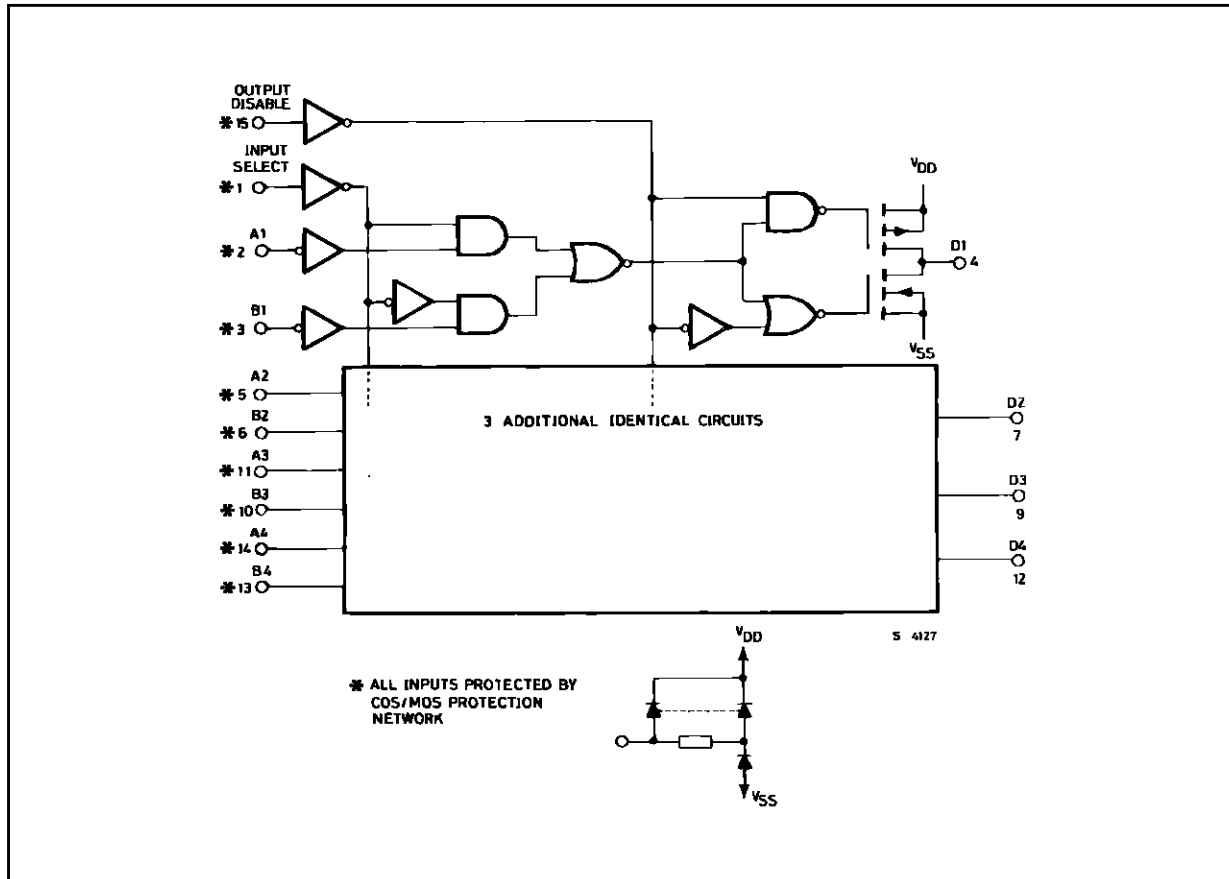 OUTPUT
DISABLE
* 15
INPUT
SELECT
* 1
A1
* 2
B1
* 3
VDD
D1
4
VSS
A2
* 5
B2
* 6
A3
* 11
B3
* 10
A4
* 14
B4
* 13
3 ADDITIONAL IDENTICAL CIRCUITS
D2
7
D3
9
D4
12
S 4127
* ALL INPUTS PROTECTED BY
COS/MOS PROTECTION
NETWORK
VDD
VSS